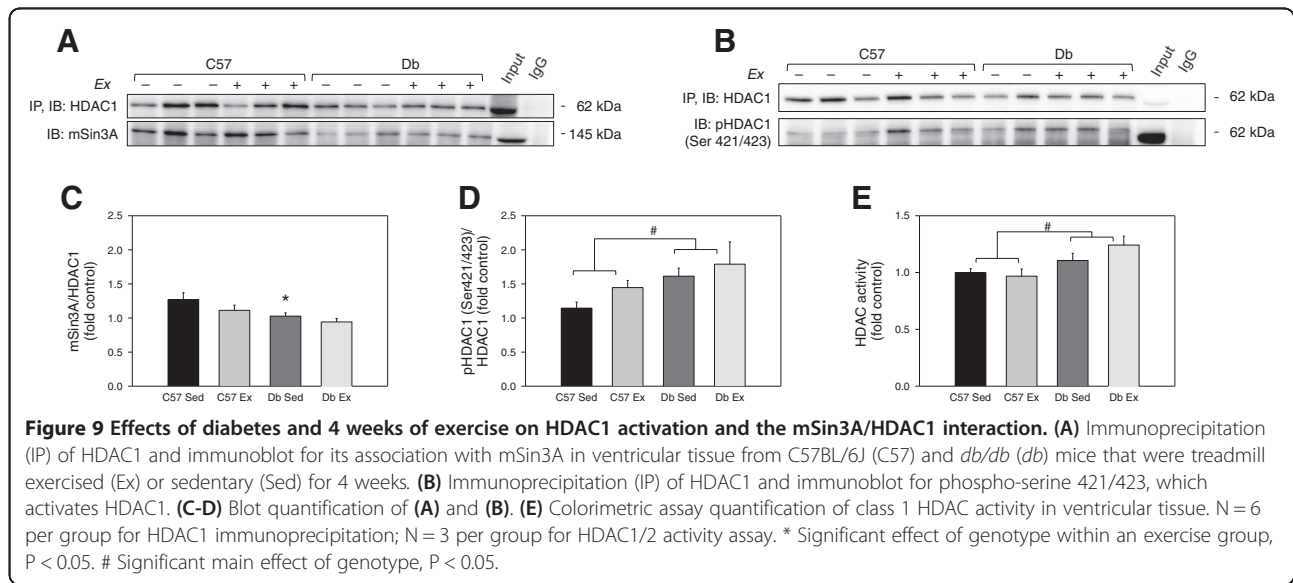 A
C57
Db
Input
IgG
Ex – – – + + + – – – + + +
IP, IB: HDAC1
- 62 kDa
IB: mSin3A
- 145 kDa
B
C57
Db
Input
IgG
Ex – – – + + + – – + + +
IP, IB: HDAC1
- 62 kDa
IB: pHDAC1
(Ser 421/423)
- 62 kDa
C
mSin3A/HDAC1
(fold control)
2.5
2.0
1.5
1.0
0.5
0.0
*
C57 Sed C57 Ex Db Sed Db Ex
D
pHDAC1 (Ser421/423)/
HDAC1 (fold control)
2.5
2.0
1.5
1.0
0.5
0.0
#
C57 Sed C57 Ex Db Sed Db Ex
E
HDAC activity
(fold control)
1.5
1.0
0.5
0.0
#
C57 Sed C57 Ex Db Sed Db Ex
Figure 9 Effects of diabetes and 4 weeks of exercise on HDAC1 activation and the mSin3A/HDAC1 interaction. (A) Immunoprecipitation
(IP) of HDAC1 and immunoblot for its association with mSin3A in ventricular tissue from C57BL/6J (C57) and db/db (db) mice that were treadmill
exercised (Ex) or sedentary (Sed) for 4 weeks. (B) Immunoprecipitation (IP) of HDAC1 and immunoblot for phospho-serine 421/423, which
activates HDAC1. (C-D) Blot quantification of (A) and (B). (E) Colorimetric assay quantification of class 1 HDAC activity in ventricular tissue. N = 6
per group for HDAC1 immunoprecipitation; N = 3 per group for HDAC1/2 activity assay. * Significant effect of genotype within an exercise group,
P < 0.05. # Significant main effect of genotype, P < 0.05.